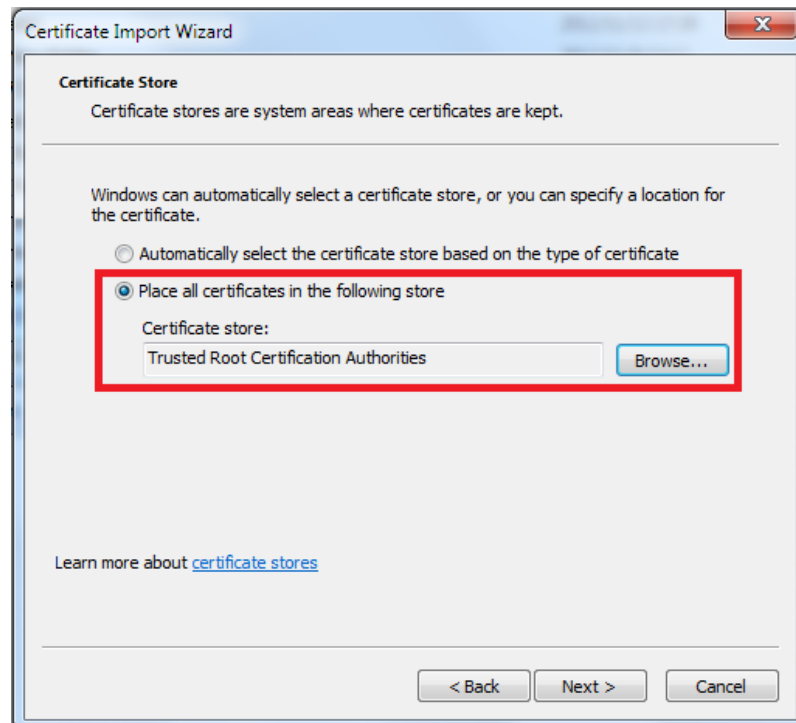 Certificate Import Wizard
Certificate Store
Certificate stores are system areas where certificates are kept.
Windows can automatically select a certificate store, or you can specify a location for
the certificate.
Automatically select the certificate store based on the type of certificate
Place all certificates in the following store
Certificate store:
Trusted Root Certification Authorities
Browse...
Learn more about certificate stores
< Back
Next >
Cancel